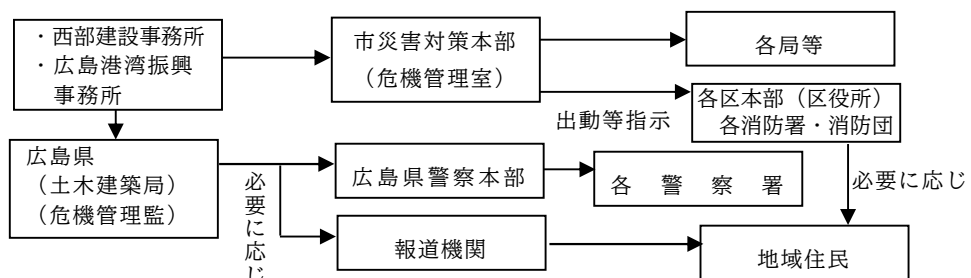 ・西部建設事務所
・広島港湾振興
事務所
市災害対策本部
（危機管理室）
各局等
出動等指示
各区本部（区役所）
各消防署・消防団
広島県
（土木建築局）
（危機管理監）
必要に応じ
広島県警察本部
各　警　察　署
必要に応じ
報道機関
地域住民